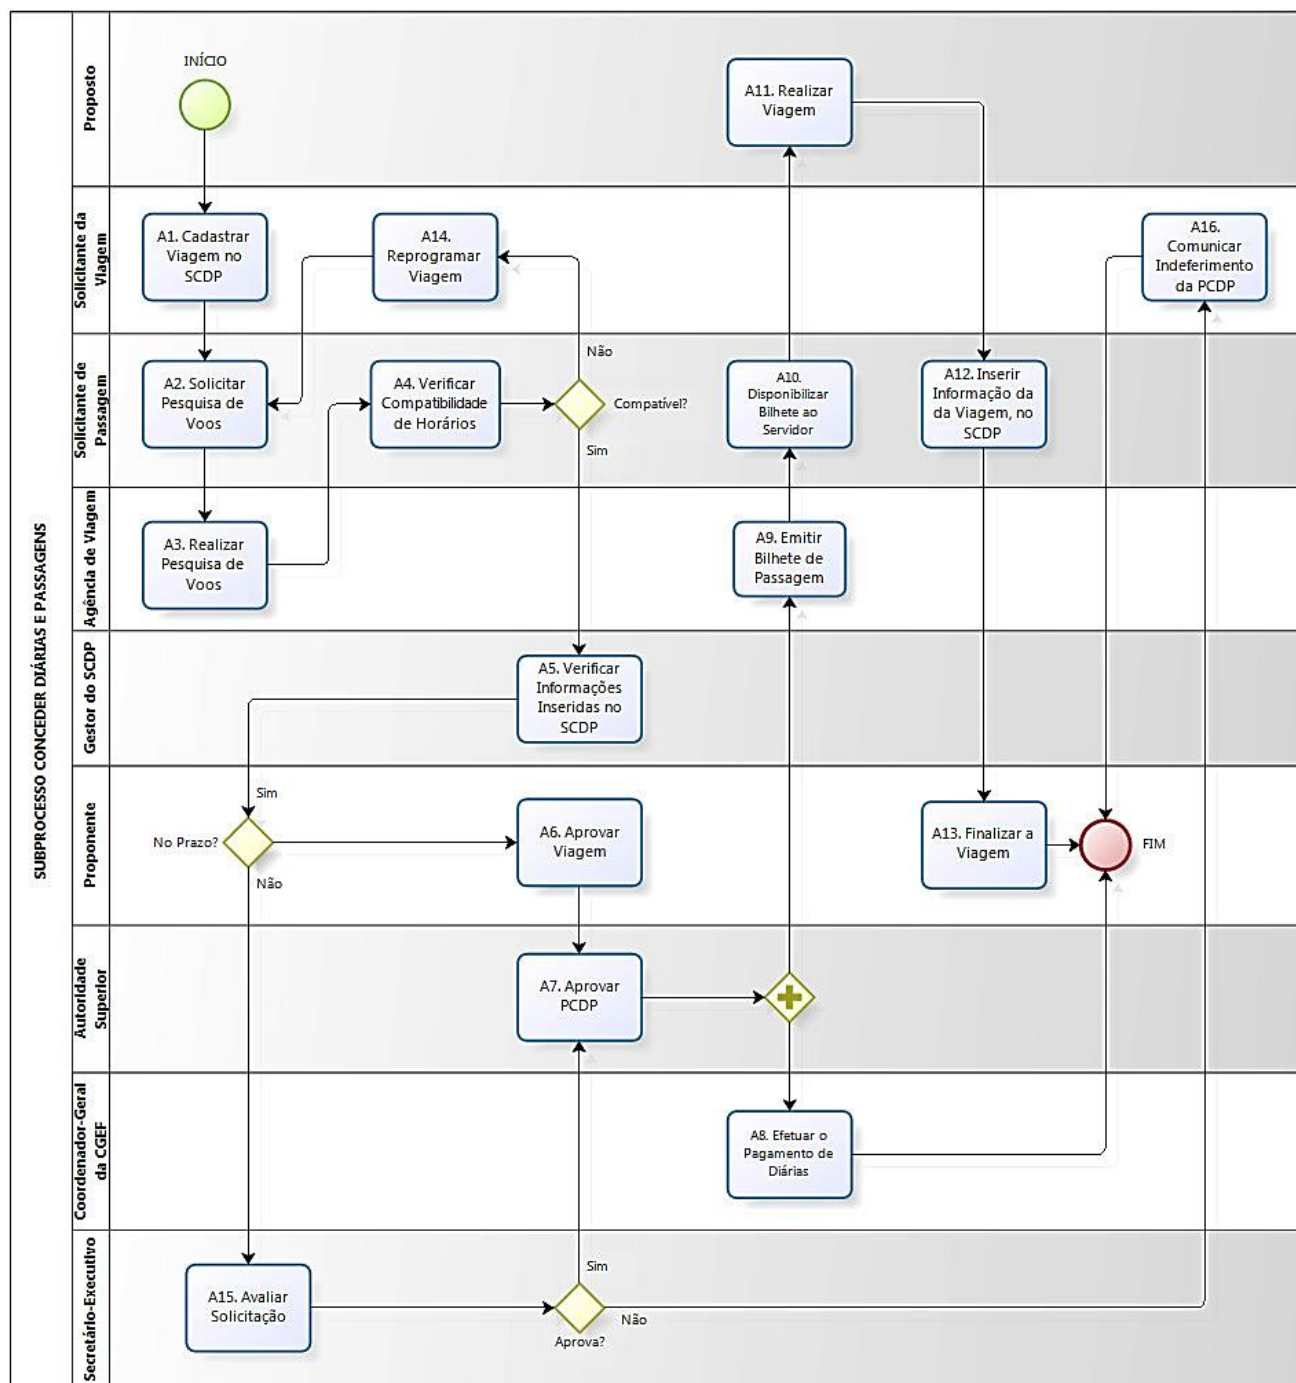 SUBPROCESSO CONCEDER DIÁRIAS E PASSAGENS
Proposto
INÍCIO
A11. Realizar
Viagem
Solicitante da
Viagem
A1. Cadastrar
Viagem no
SCDP
A14.
Reprogramar
Viagem
A16.
Comunicar
Indeferimento
da PCDP
Solicitante de
Passagem
A2. Solicitar
Pesquisa de
Voos
A4. Verificar
Compatibilidade
de Horários
Não
Compatível?
Sim
A10.
Disponibilizar
Bilhete ao
Servidor
A12. Inserir
Informação da
da Viagem, no
SCDP
Agência de Viagem
A3. Realizar
Pesquisa de
Voos
A9. Emitir
Bilhete de
Passagem
Gestor do SCDP
A5. Verificar
Informações
Inseridas no
SCDP
Proponente
Sim
No Prazo?
Não
A6. Aprovar
Viagem
A13. Finalizar a
Viagem
FIM
Autoridade
Superior
A7. Aprovar
PCDP
Coordenador-Geral
da CGEF
A8. Efetuar o
Pagamento de
Diárias
Secretário-Executivo
A15. Avaliar
Solicitação
Sim
Não
Aprova?